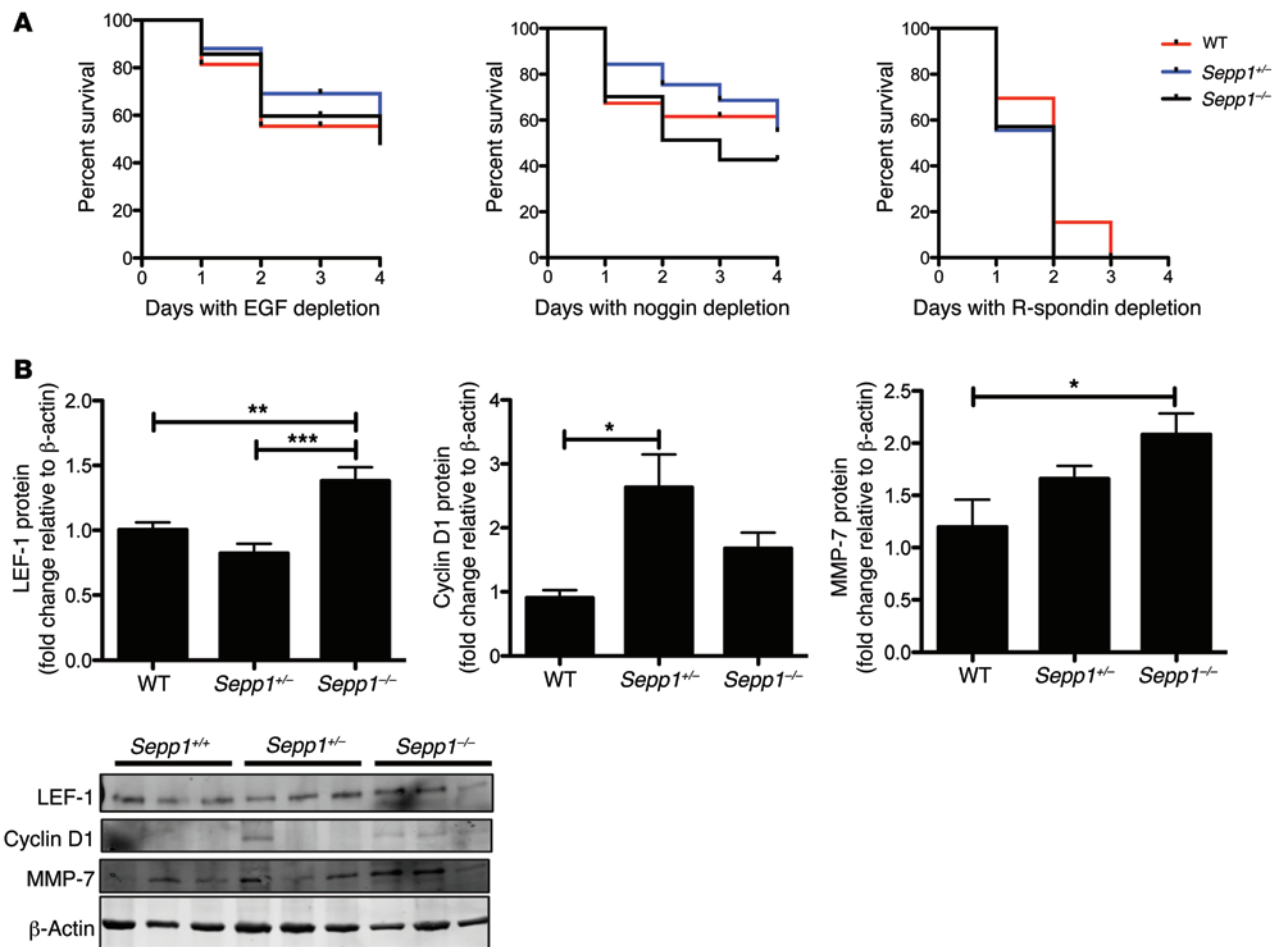 A
100
80
60
40
20
0
Percent survival
0 1 2 3 4
Days with EGF depletion
100
80
60
40
20
0
Percent survival
0 1 2 3 4
Days with noggin depletion
100
80
60
40
20
0
Percent survival
0 1 2 3 4
Days with R-spondin depletion
WT
Sepp1+/–
Sepp1–/–
B
LEF-1 protein
(fold change relative to β-actin)
2.0
1.5
1.0
0.5
0.0
**
***
WT Sepp1+/– Sepp1–/–
Cyclin D1 protein
(fold change relative to β-actin)
4
3
2
1
0
*
WT Sepp1+/– Sepp1–/–
MMP-7 protein
(fold change relative to β-actin)
2.5
2.0
1.5
1.0
0.5
0.0
*
WT Sepp1+/– Sepp1–/–
Sepp1+/+ Sepp1+/– Sepp1–/–
LEF-1
Cyclin D1
MMP-7
β-Actin